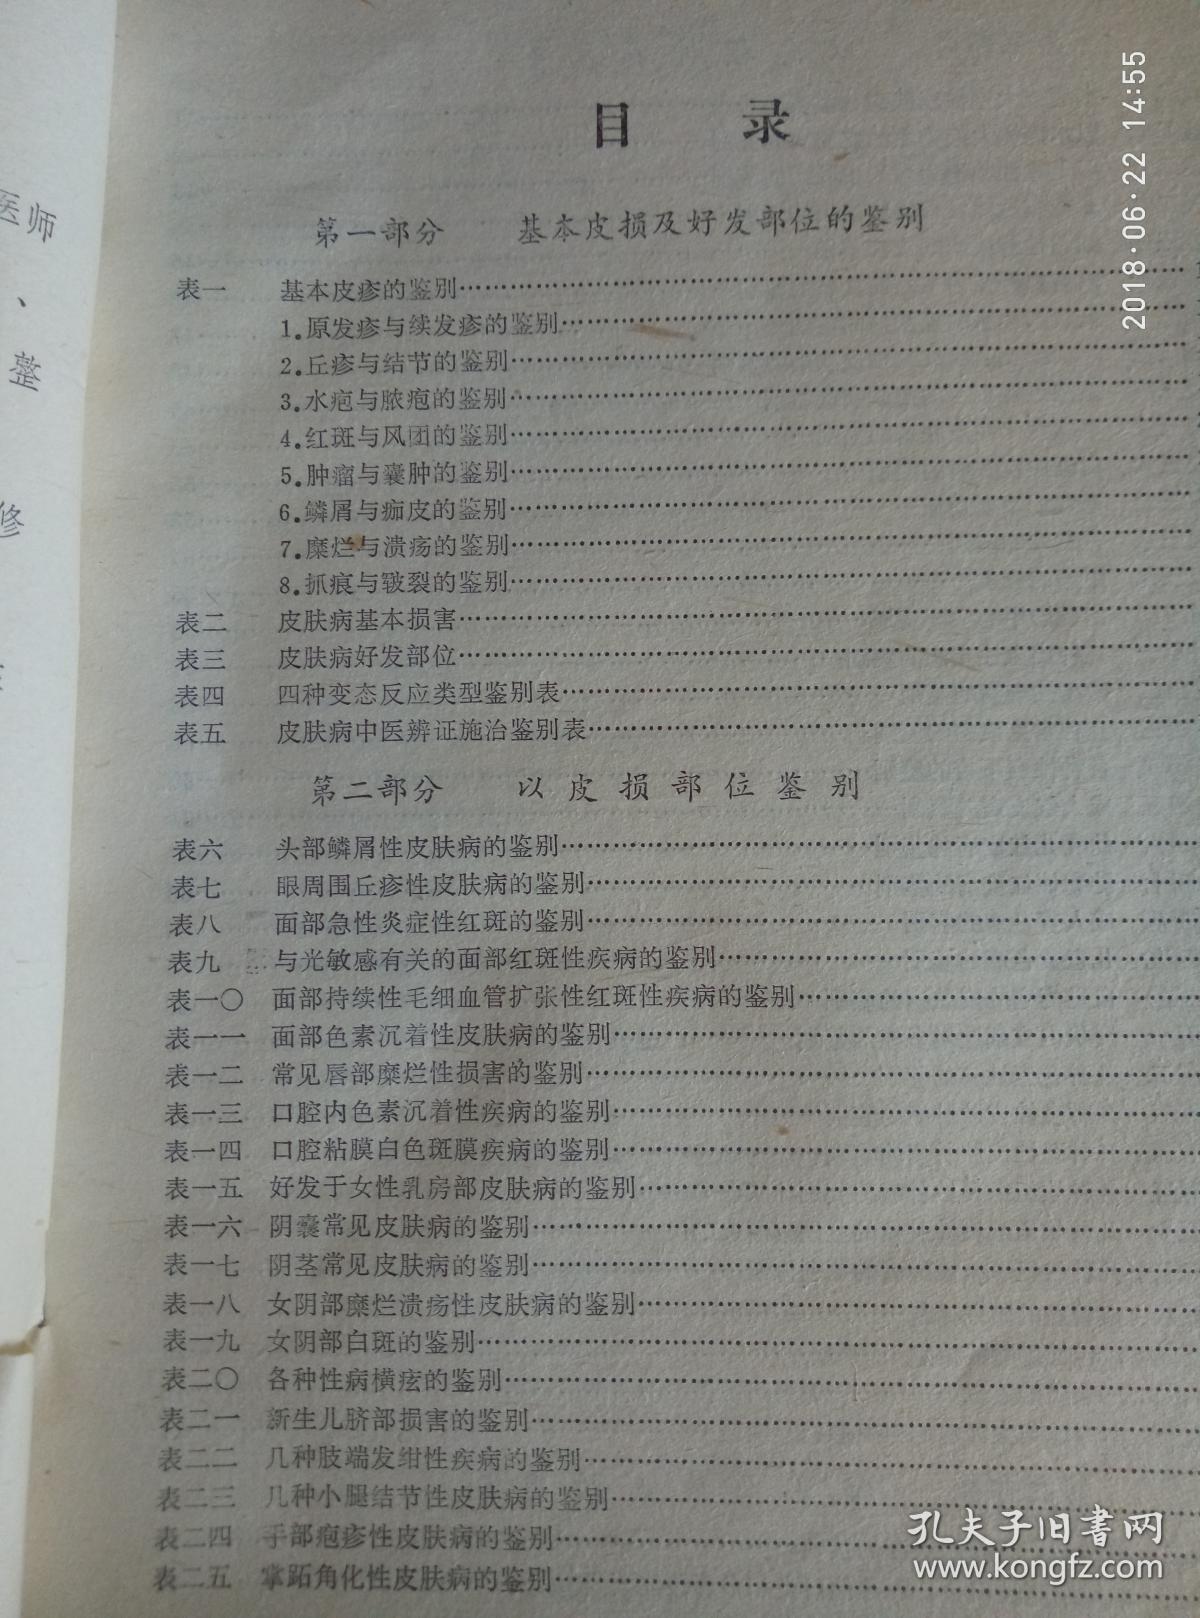 目 录
第一部分 基本皮损及好发部位的鉴别
表一 基本皮疹的鉴别
1.原发疹与续发疹的鉴别
2.丘疹与结节的鉴别
3.水疱与脓疱的鉴别
4.红斑与风团的鉴别
5.肿瘤与囊肿的鉴别
6.鳞屑与痂皮的鉴别
7.糜烂与溃疡的鉴别
8.抓痕与皲裂的鉴别
表二 皮肤病基本损害
表三 皮肤病好发部位
表四 四种变态反应类型鉴别表
表五 皮肤病中医辨证施治鉴别表
第二部分 以皮损部位鉴别
表六 头部鳞屑性皮肤病的鉴别
表七 眼周围丘疹性皮肤病的鉴别
表八 面部急性炎症性红斑的鉴别
表九 与光敏感有关的面部红斑性疾病的鉴别
表一〇 面部持续性毛细血管扩张性红斑性疾病的鉴别
表一一 面部色素沉着性皮肤病的鉴别
表一二 常见唇部糜烂性损害的鉴别
表一三 口腔内色素沉着性疾病的鉴别
表一四 口腔粘膜白色斑膜疾病的鉴别
表一五 好发于女性乳房部皮肤病的鉴别
表一六 阴囊常见皮肤病的鉴别
表一七 阴茎常见皮肤病的鉴别
表一八 女阴部糜烂溃疡性皮肤病的鉴别
表一九 女阴部白斑的鉴别
表二〇 各种性病横痃的鉴别
表二一 新生儿脐部损害的鉴别
表二二 几种肢端发绀性疾病的鉴别
表二三 几种小腿结节性皮肤病的鉴别
表二四 手部疱疹性皮肤病的鉴别
表二五 掌跖角化性皮肤病的鉴别
医师
、
整
修
2018·06·22 14:55
孔夫子旧书网
www.kongfz.com